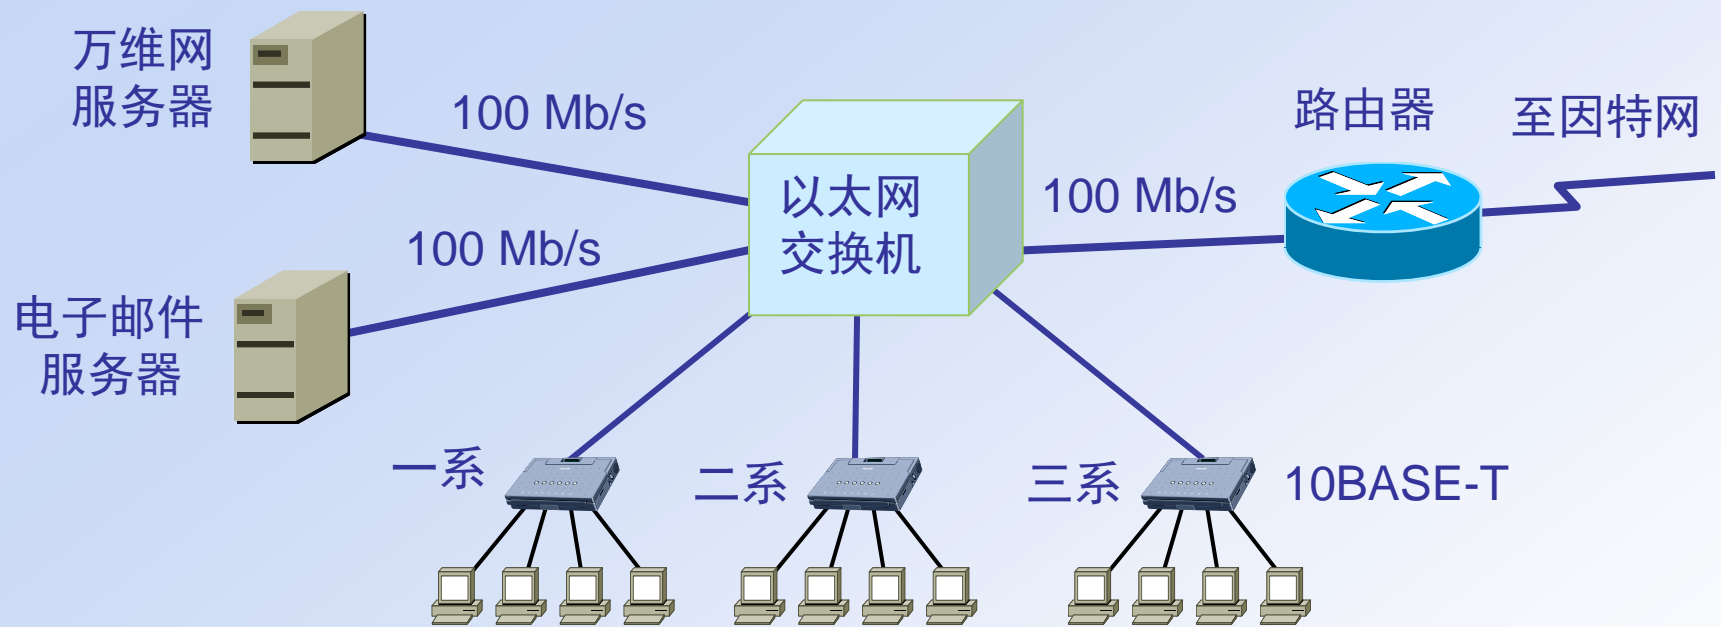 万维网
服务器
100 Mb/s
以太网
交换机
100 Mb/s
路由器
至因特网
100 Mb/s
电子邮件
服务器
一系
二系
三系
10BASE-T